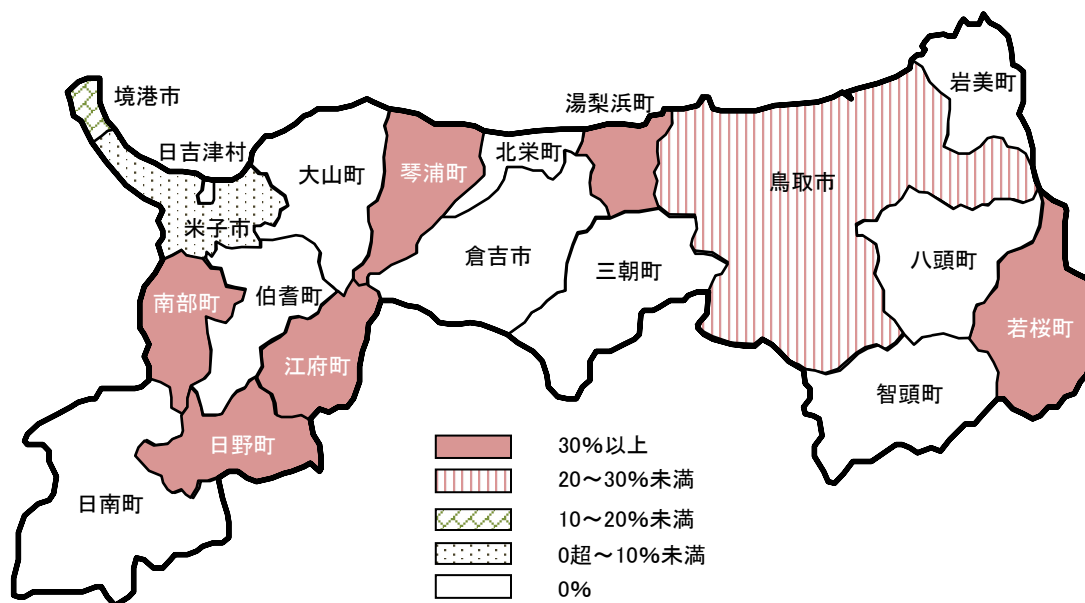 岩美町
境港市
湯梨浜町
日吉津村
北栄町
大山町
琴浦町
鳥取市
米子市
倉吉市
三朝町
八頭町
南部町
伯耆町
若桜町
江府町
智頭町
日野町
日南町
30%以上
20～30%未満
10～20%未満
0超～10%未満
0%